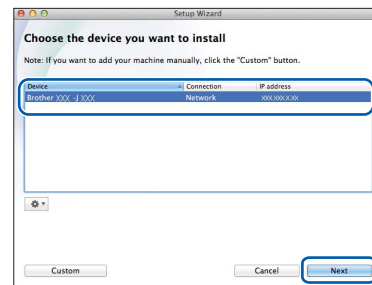 Setup Wizard
Choose the device you want to install
Note: If you want to add your machine manually, click the "Custom" button.
Device Connection IP address
Brother XXX -J XXX Network XXX.XXX.X.XX
Custom Cancel Next